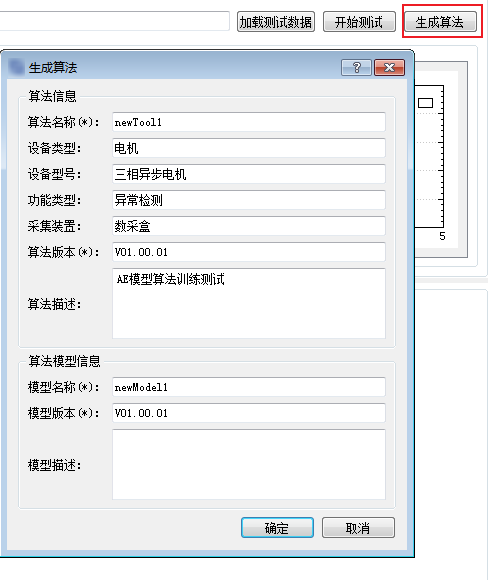 加载测试数据 开始测试 生成算法
生成算法
算法信息
算法名称(*): newTool1
设备类型: 电机
设备型号: 三相异步电机
功能类型: 异常检测
采集装置: 数采盒
算法版本(*): V01.00.01
算法描述: AE模型算法训练测试
5
算法模型信息
模型名称(*): newModel1
模型版本(*): V01.00.01
模型描述:
确定 取消